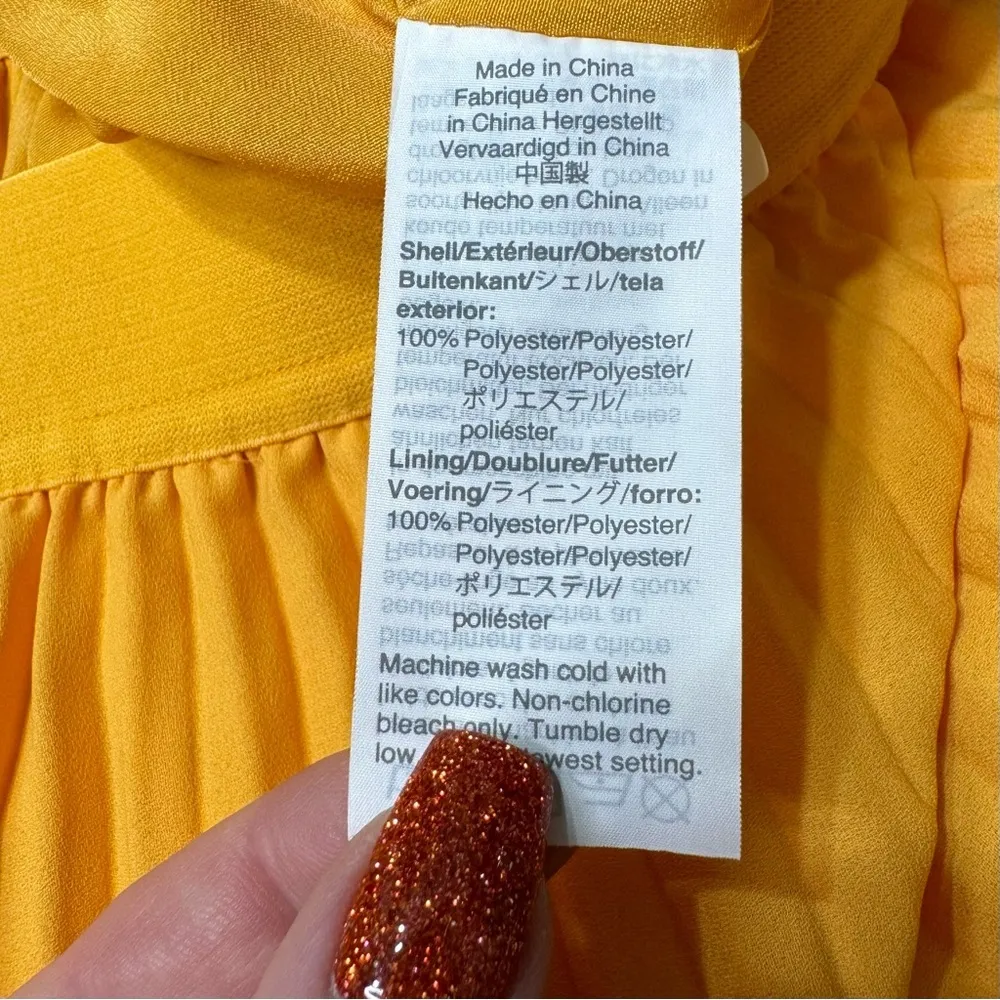 Made in China
Fabriqué en Chine
in China Hergestellt
Vervaardigd in China
中国製
Hecho en China
Shell/Extérieur/Oberstoff/
Buitenkant/シェル/tela
exterior:
100% Polyester/Polyester/
Polyester/Polyester/
ポリエステル/
poliéster
Lining/Doublure/Futter/
Voering/ライニング/forro:
100% Polyester/Polyester/
Polyester/Polyester/
ポリエステル/
poliéster
Machine wash cold with
like colors. Non-chlorine
bleach only. Tumble dry
low setting.